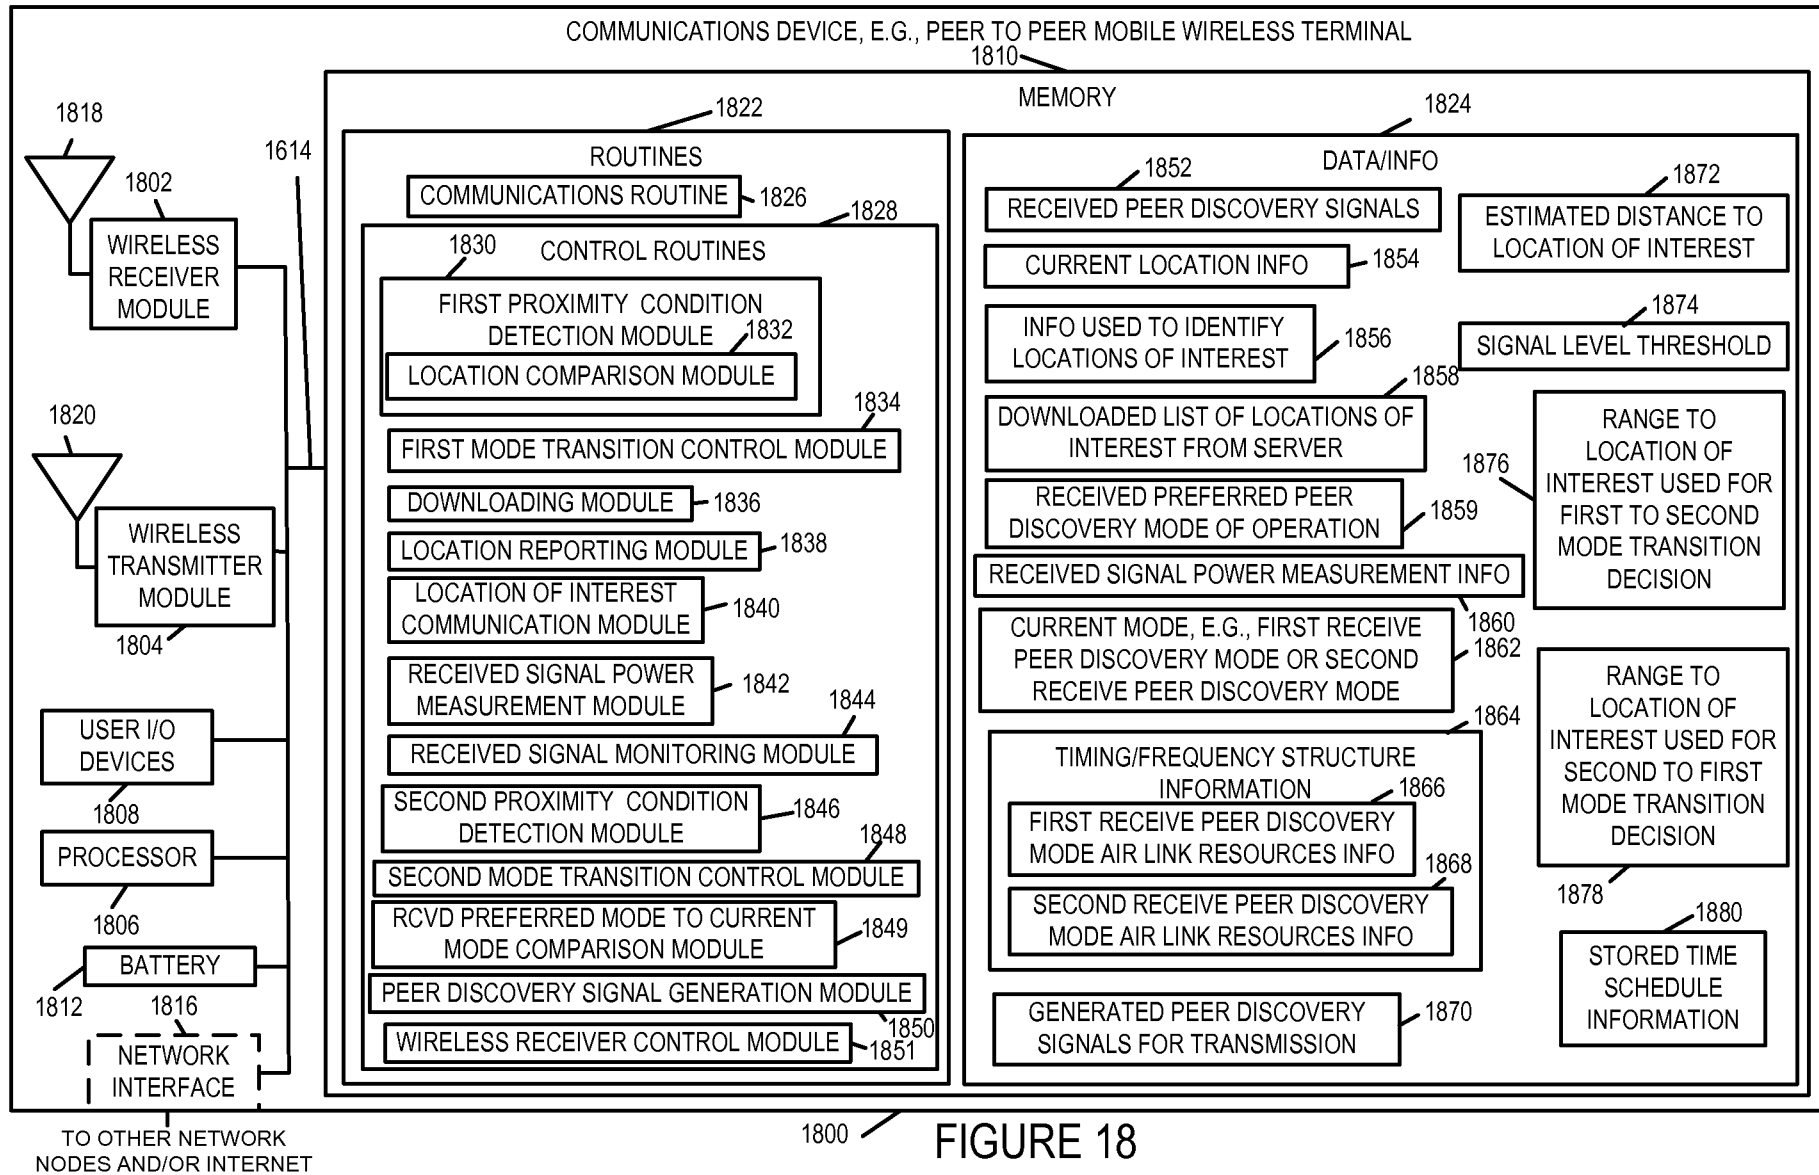 COMMUNICATIONS DEVICE, E.G., PEER TO PEER MOBILE WIRELESS TERMINAL
1810
MEMORY
1818
1802
WIRELESS
RECEIVER
MODULE
1614
1820
WIRELESS
TRANSMITTER
MODULE
1804
USER I/O
DEVICES
1808
PROCESSOR
1806
BATTERY
1812
1816
NETWORK
INTERFACE
TO OTHER NETWORK
NODES AND/OR INTERNET
1822
ROUTINES
COMMUNICATIONS ROUTINE
1826
1828
CONTROL ROUTINES
1830
FIRST PROXIMITY CONDITION
DETECTION MODULE
1832
LOCATION COMPARISON MODULE
1834
FIRST MODE TRANSITION CONTROL MODULE
DOWNLOADING MODULE
1836
LOCATION REPORTING MODULE
1838
LOCATION OF INTEREST
COMMUNICATION MODULE
1840
RECEIVED SIGNAL POWER
MEASUREMENT MODULE
1842
1844
RECEIVED SIGNAL MONITORING MODULE
SECOND PROXIMITY CONDITION
DETECTION MODULE
1846
1848
SECOND MODE TRANSITION CONTROL MODULE
RCVD PREFERRED MODE TO CURRENT
MODE COMPARISON MODULE
1849
PEER DISCOVERY SIGNAL GENERATION MODULE
1850
WIRELESS RECEIVER CONTROL MODULE
1851
1824
DATA/INFO
1852
RECEIVED PEER DISCOVERY SIGNALS
CURRENT LOCATION INFO
1854
INFO USED TO IDENTIFY
LOCATIONS OF INTEREST
1856
1858
DOWNLOADED LIST OF LOCATIONS OF
INTEREST FROM SERVER
RECEIVED PREFERRED PEER
DISCOVERY MODE OF OPERATION
1859
RECEIVED SIGNAL POWER MEASUREMENT INFO
1860
CURRENT MODE, E.G., FIRST RECEIVE
PEER DISCOVERY MODE OR SECOND
RECEIVE PEER DISCOVERY MODE
1862
1864
TIMING/FREQUENCY STRUCTURE
INFORMATION
1866
FIRST RECEIVE PEER DISCOVERY
MODE AIR LINK RESOURCES INFO
1868
SECOND RECEIVE PEER DISCOVERY
MODE AIR LINK RESOURCES INFO
GENERATED PEER DISCOVERY
SIGNALS FOR TRANSMISSION
1870
1872
ESTIMATED DISTANCE TO
LOCATION OF INTEREST
1874
SIGNAL LEVEL THRESHOLD
RANGE TO
LOCATION OF
INTEREST USED FOR
FIRST TO SECOND
MODE TRANSITION
DECISION
1876
RANGE TO
LOCATION OF
INTEREST USED FOR
SECOND TO FIRST
MODE TRANSITION
DECISION
1878
1880
STORED TIME
SCHEDULE
INFORMATION
1800
FIGURE 18